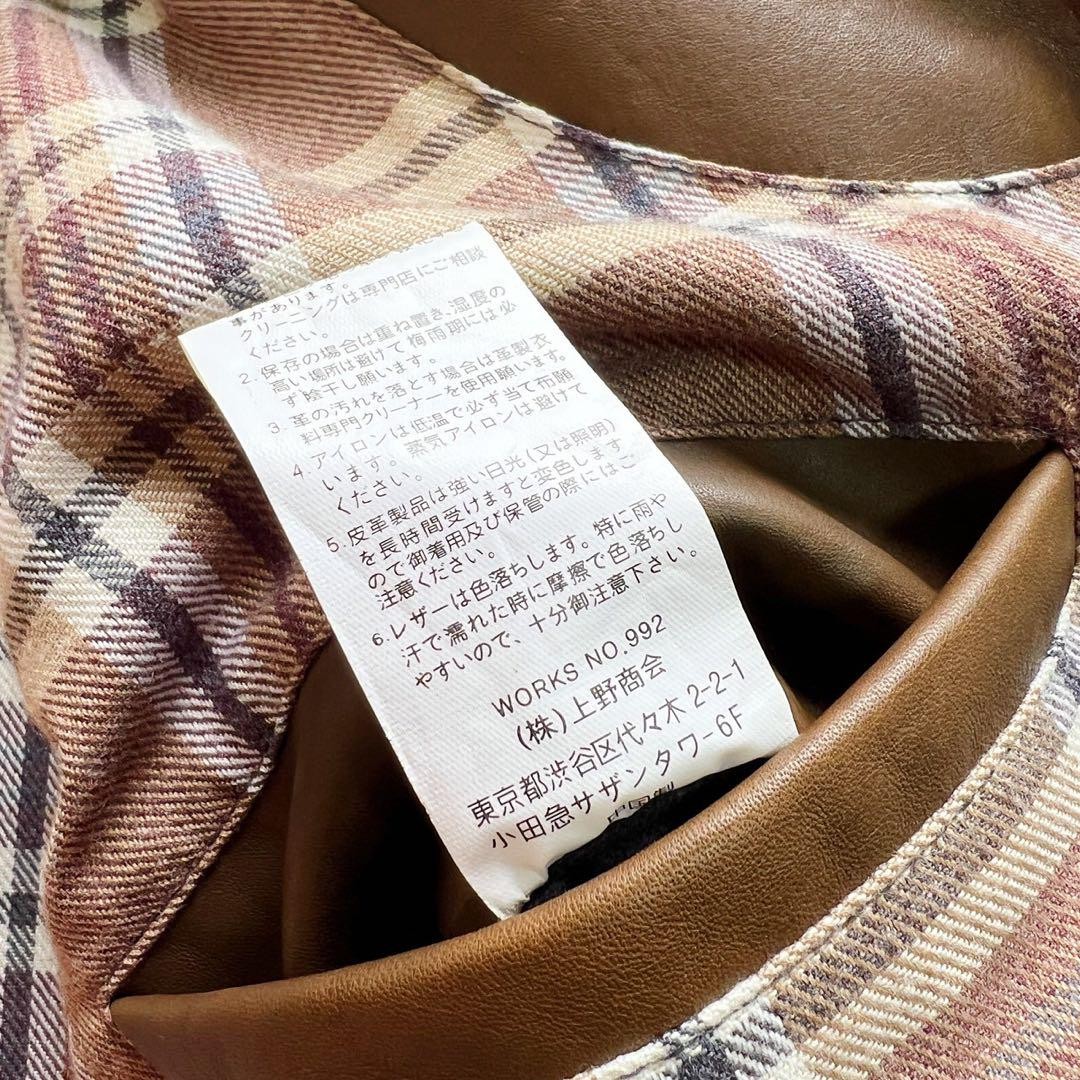 事があります。
クリーニングは専門店にご相談
ください。
2. 保存の場合は重ね置き、湿度の
高い場所は避けて梅雨期には必
ず陰干し願います。
3. 革の汚れを落とす場合は革製衣
料専門クリーナーを使用願います。
4. アイロンは低温で必ず当て布願
います。蒸気アイロンは避けて
ください。
5. 皮革製品は強い日光(又は照明)
を長時間受けますと変色します
ので御着用及び保管の際にはご
注意ください。
6. レザーは色落ちします。特に雨や
汗で濡れた時に摩擦で色落ちし
やすいので、十分御注意下さい。
WORKS NO.992
(株)上野商会
東京都渋谷区代々木2-2-1
小田急サザンタワー6F
中国製